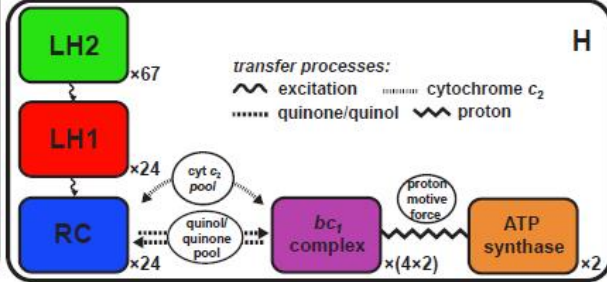 LH2
×67
H
transfer processes:
excitation
cytochrome c₂
quinone/quinol
proton
LH1
×24
cyt c₂
pool
proton
motive
force
RC
×24
quinol/
quinone
pool
bc₁
complex
×(4×2)
ATP
synthase
×2